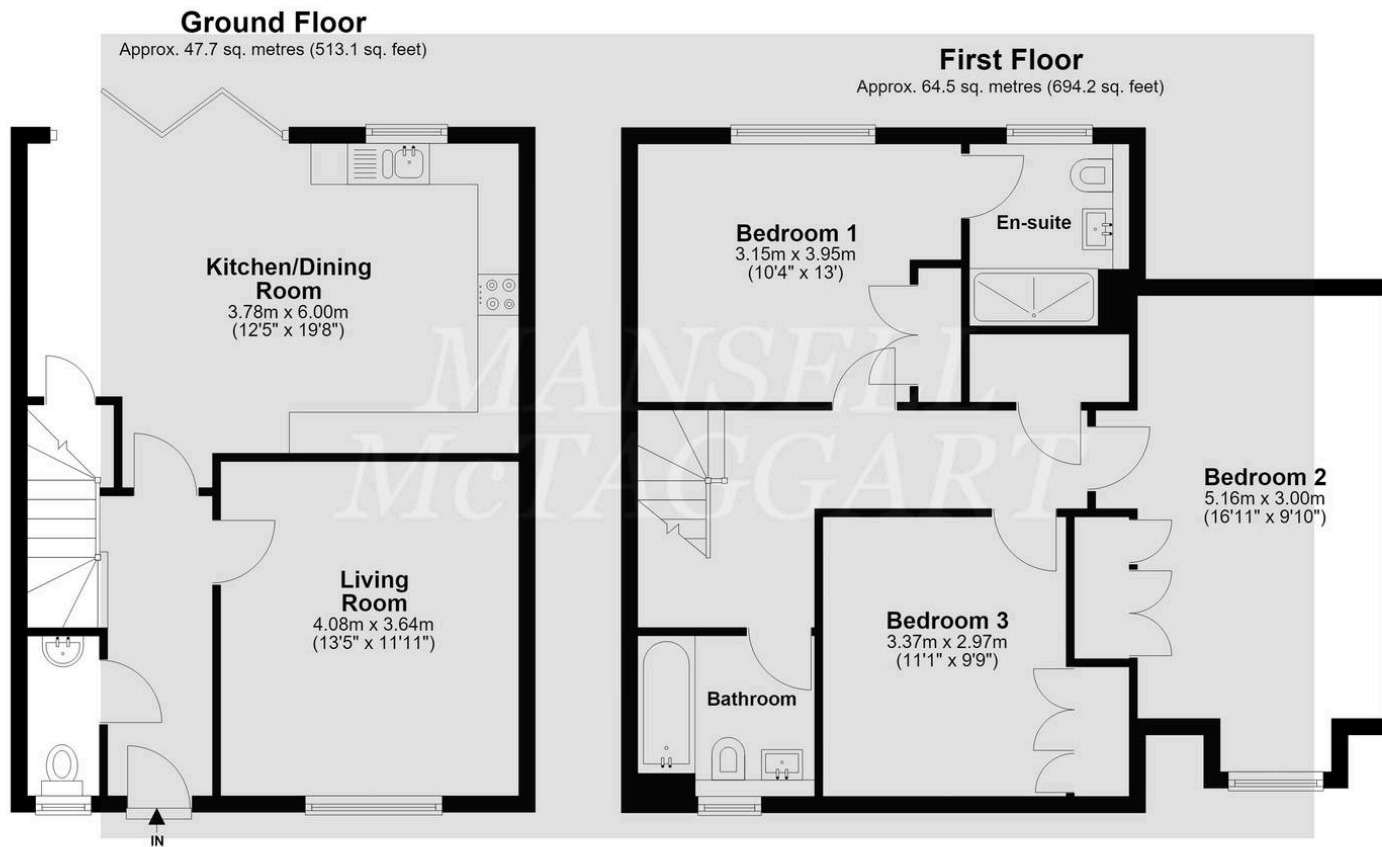 Ground Floor
Approx. 47.7 sq. metres (513.1 sq. feet)
First Floor
Approx. 64.5 sq. metres (694.2 sq. feet)
Kitchen/Dining
Room
3.78m x 6.00m
(12'5" x 19'8")
Living
Room
4.08m x 3.64m
(13'5" x 11'11")
IN
Bedroom 1
3.15m x 3.95m
(10'4" x 13')
En-suite
Bedroom 2
5.16m x 3.00m
(16'11" x 9'10")
Bedroom 3
3.37m x 2.97m
(11'1" x 9'9")
Bathroom
MANSELL
McTAGGART